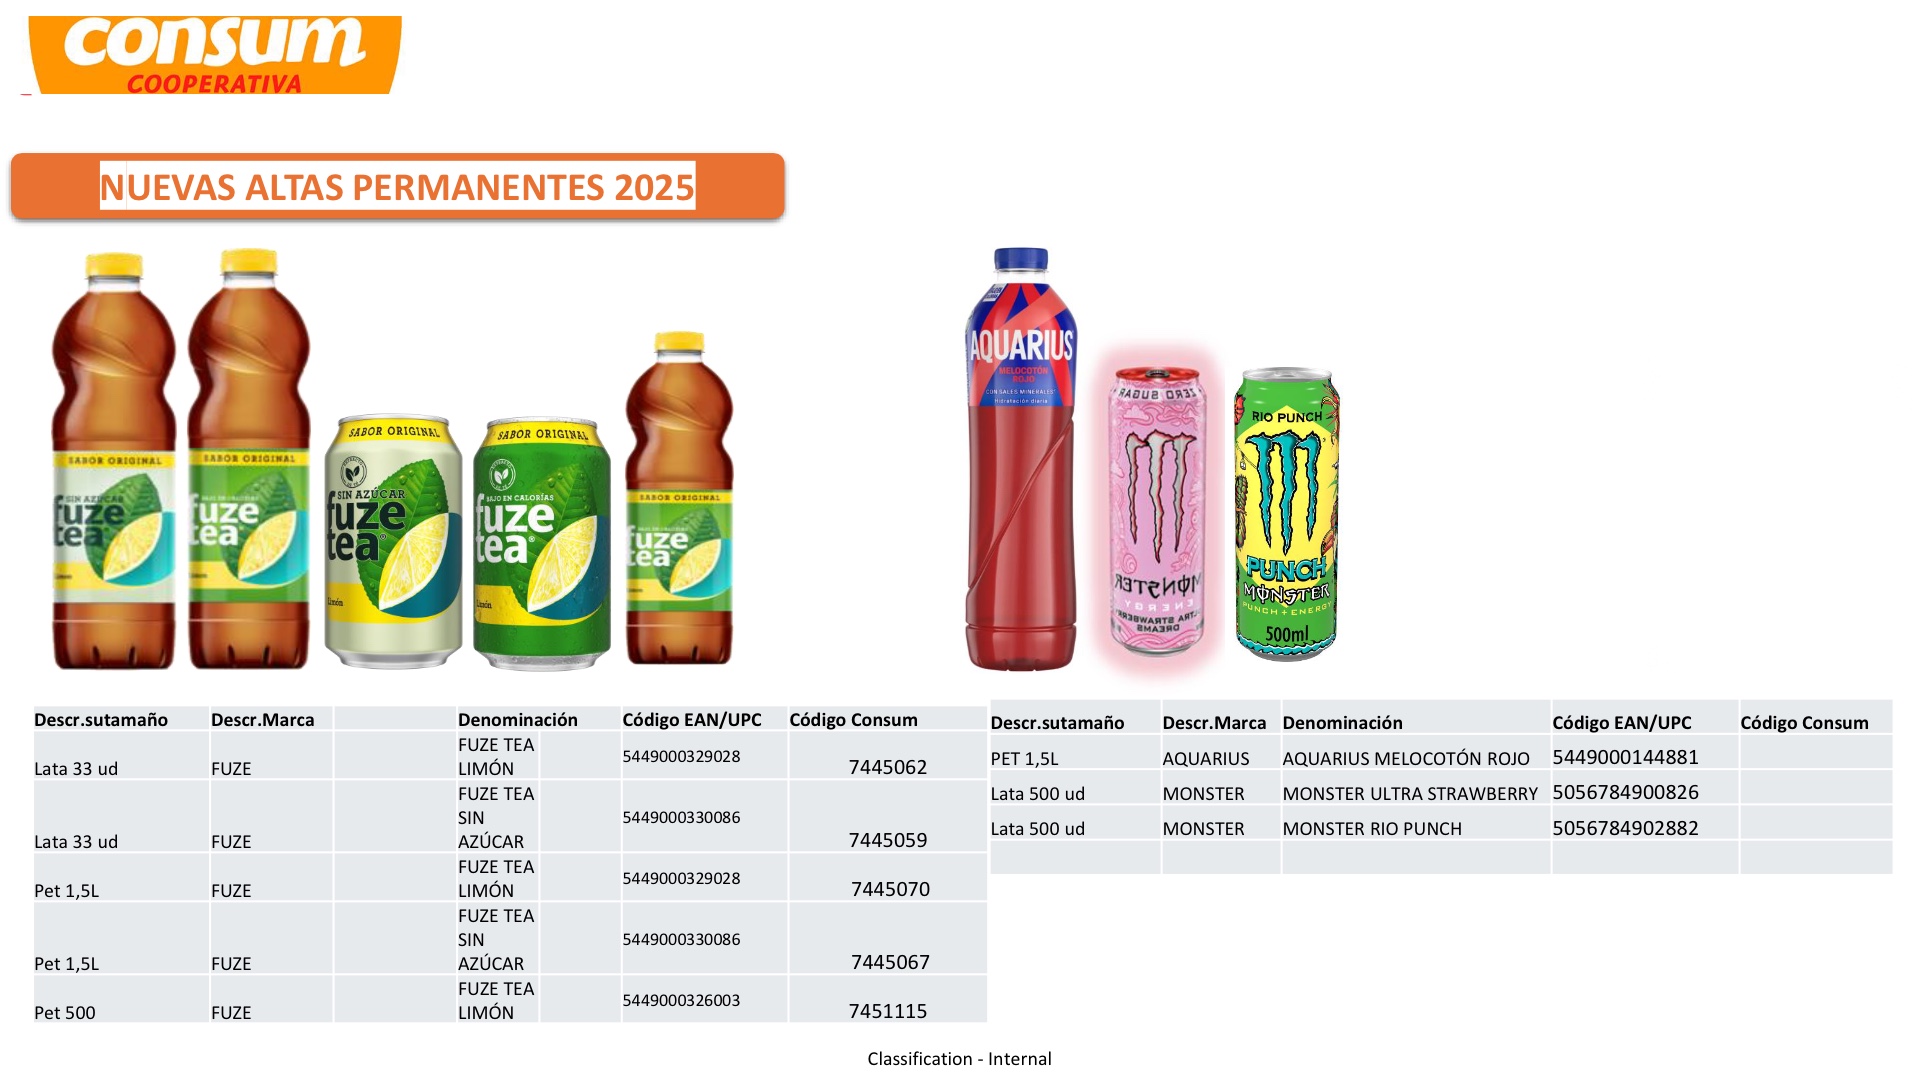 consum
COOPERATIVA
NUEVAS ALTAS PERMANENTES 2025
SABOR ORIGINAL
SIN AZÚCAR
fuze
tea
Limón
SABOR ORIGINAL
BAJO EN CALORÍAS
fuze
tea
Limón
SABOR ORIGINAL
SIN AZÚCAR
fuze
tea®
Limón
SABOR ORIGINAL
BAJO EN CALORÍAS
fuze
tea®
Limón
SABOR ORIGINAL
fuze
tea
AQUARIUS
MELOCOTÓN
ROJO
CON SALES MINERALES
Hidratación diaria
ZERO SUGAR
MONSTER
ENERGY
ULTRA STRAWBERRY
DREAMS
RIO PUNCH
PUNCH
MONSTER
PUNCH + ENERGY
500ml
Descr.sutamaño Descr.Marca Denominación Código EAN/UPC Código Consum
Lata 33 ud FUZE FUZE TEA LIMÓN 5449000329028 7445062
Lata 33 ud FUZE FUZE TEA SIN AZÚCAR 5449000330086 7445059
Pet 1,5L FUZE FUZE TEA LIMÓN 5449000329028 7445070
Pet 1,5L FUZE FUZE TEA SIN AZÚCAR 5449000330086 7445067
Pet 500 FUZE FUZE TEA LIMÓN 5449000326003 7451115
Descr.sutamaño Descr.Marca Denominación Código EAN/UPC Código Consum
PET 1,5L AQUARIUS AQUARIUS MELOCOTÓN ROJO 5449000144881
Lata 500 ud MONSTER MONSTER ULTRA STRAWBERRY 5056784900826
Lata 500 ud MONSTER MONSTER RIO PUNCH 5056784902882
Classification - Internal